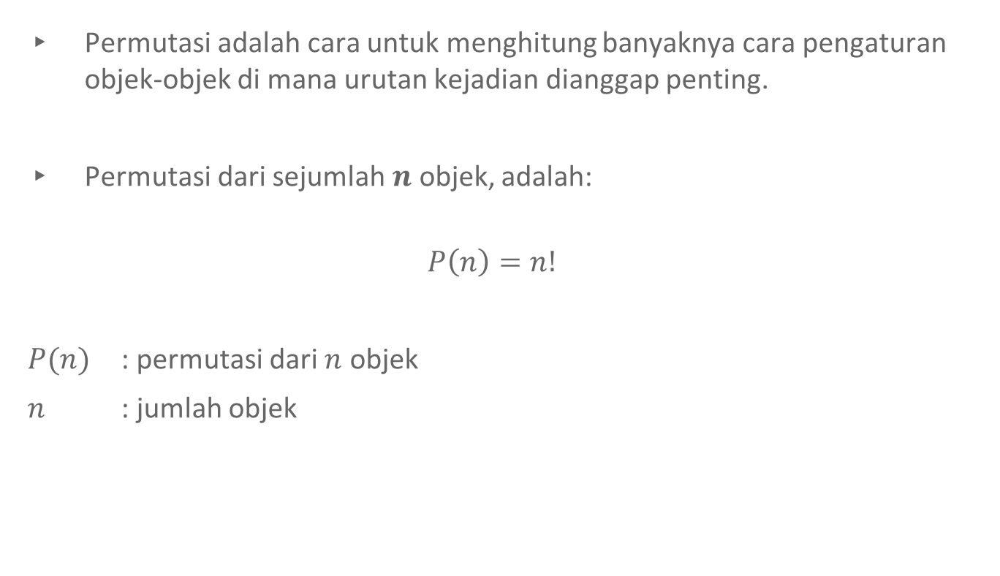 ▸ Permutasi adalah cara untuk menghitung banyaknya cara pengaturan
objek-objek di mana urutan kejadian dianggap penting.
▸ Permutasi dari sejumlah n objek, adalah:
P(n) = n!
P(n) : permutasi dari n objek
n : jumlah objek